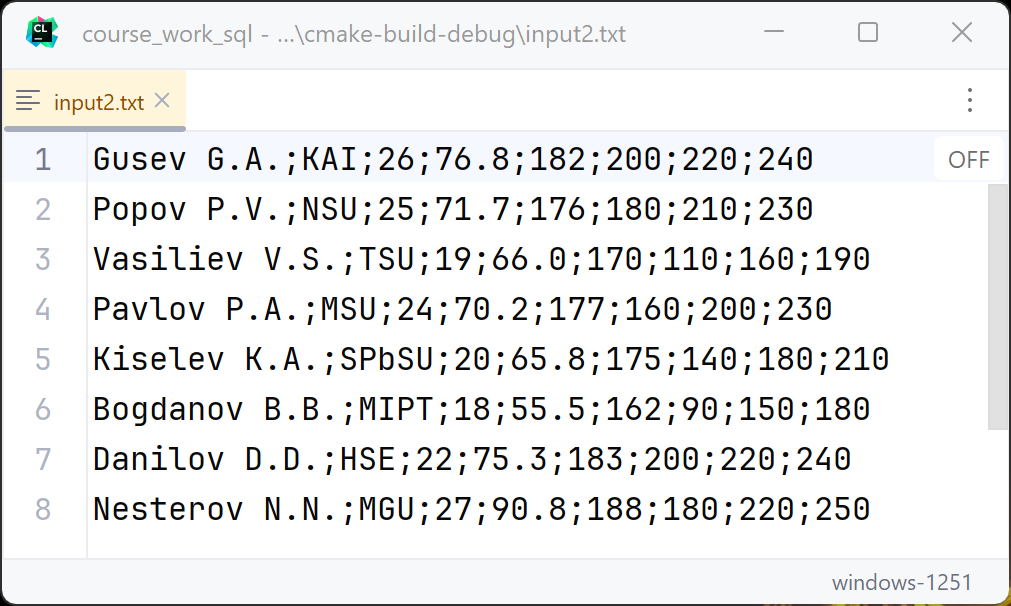 CL
course_work_sql - ...\cmake-build-debug\input2.txt
input2.txt
1 Gusev G.A.;KAI;26;76.8;182;200;220;240
OFF
2 Popov P.V.;NSU;25;71.7;176;180;210;230
3 Vasiliev V.S.;TSU;19;66.0;170;110;160;190
4 Pavlov P.A.;MSU;24;70.2;177;160;200;230
5 Kiselev K.A.;SPbSU;20;65.8;175;140;180;210
6 Bogdanov B.B.;MIPT;18;55.5;162;90;150;180
7 Danilov D.D.;HSE;22;75.3;183;200;220;240
8 Nesterov N.N.;MGU;27;90.8;188;180;220;250
windows-1251